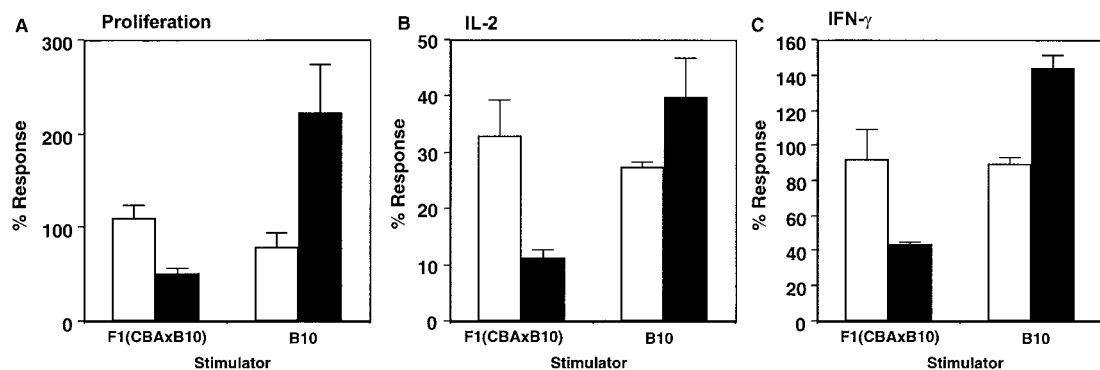 A Proliferation
300
200
100
0
% Response
F1(CBAxB10) B10
Stimulator
B IL-2
50
40
30
20
10
0
% Response
F1(CBAxB10) B10
Stimulator
C IFN-γ
160
140
120
100
80
60
40
20
0
% Response
F1(CBAxB10) B10
Stimulator